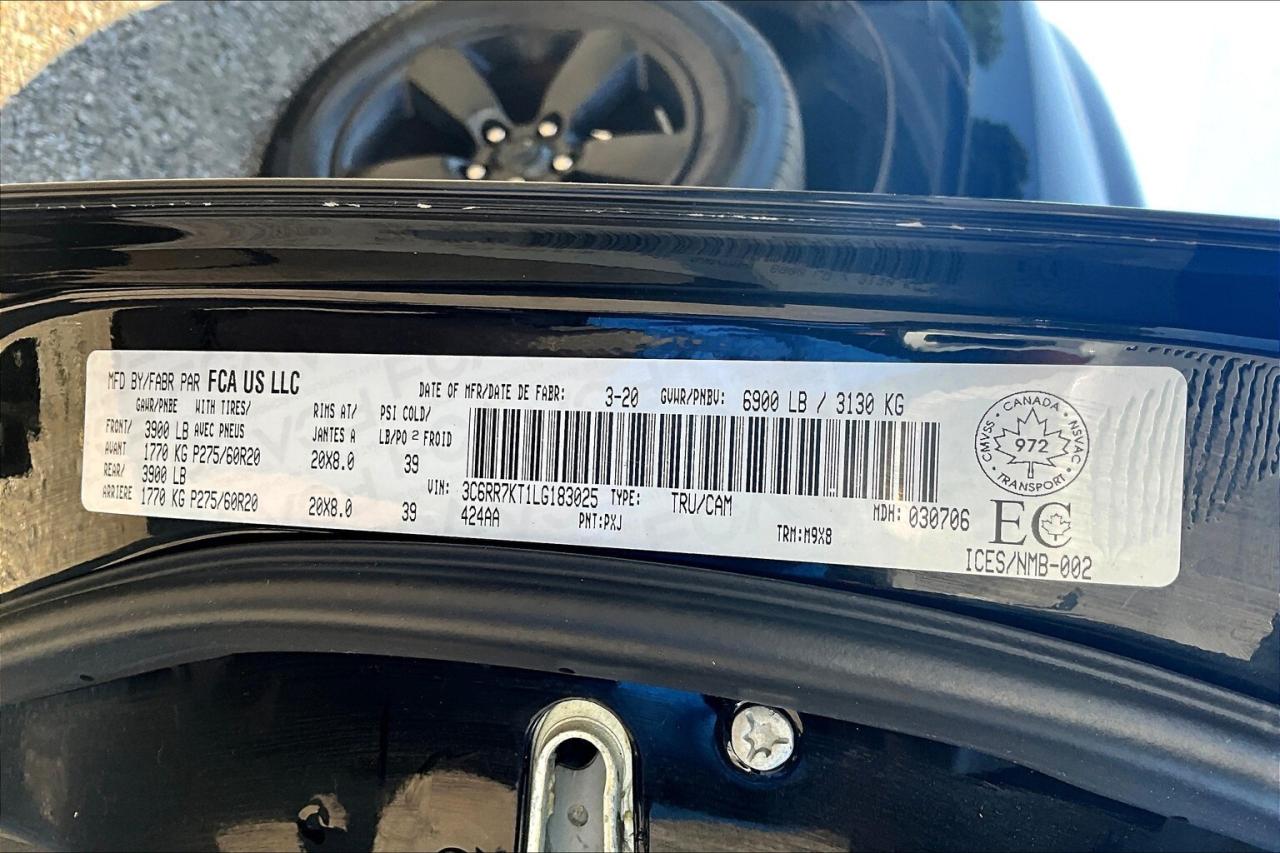 MFD BY/FABR PAR FCA US LLC
DATE OF MFR/DATE DE FABR: 3-20 GVWR/PNBV: 6900 LB / 3130 KG
GAWR/PNBE WITH TIRES/ RIMS AT/ PSI COLD/
FRONT/ 3900 LB AVEC PNEUS JANTES A LB/PO 2 FROID
AVANT 1770 KG P275/60R20 20X8.0 39
REAR/ 3900 LB
ARRIERE 1770 KG P275/60R20 20X8.0 39
VIN: 3C6RR7KT1LG183025 TYPE: TRU/CAM MDH: 030706
424AA PNT:PXJ TRM:M9X8
CANADA
CMVSS
NSVAC
972
TRANSPORT
EC
ICES/NMB-002